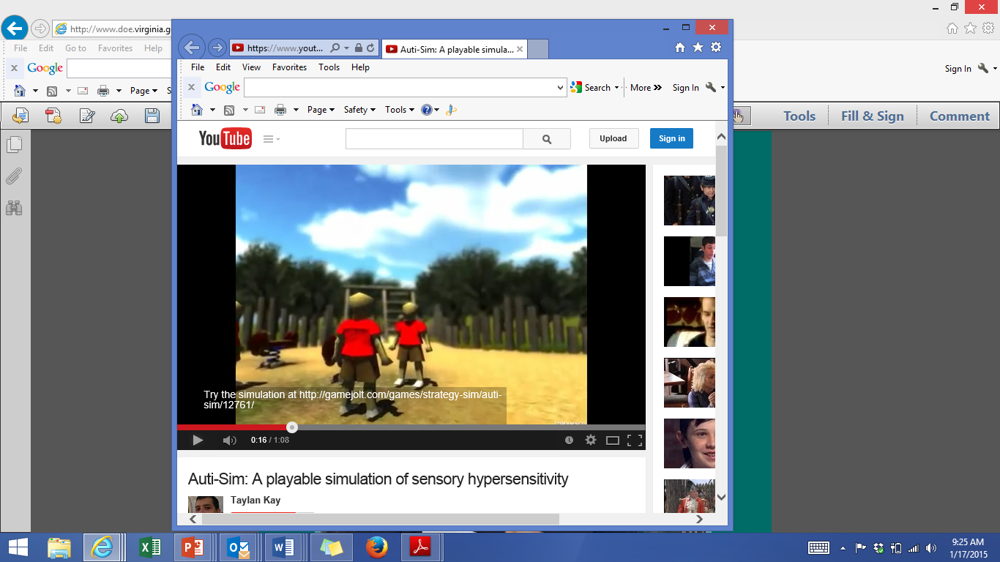 http://www.doe.virginia.g
File Edit Go to Favorites Help
x Google
Page
Sign In
Tools Fill & Sign Comment
https://www.yout...
Auti-Sim: A playable simula...
File Edit View Favorites Tools Help
x Google Search More Sign In
Page Safety Tools
YouTube Upload Sign in
Try the simulation at http://gamejolt.com/games/strategy-sim/auti-
sim/12761/
0:16 / 1:08
Auti-Sim: A playable simulation of sensory hypersensitivity
Taylan Kay
9:25 AM
1/17/2015